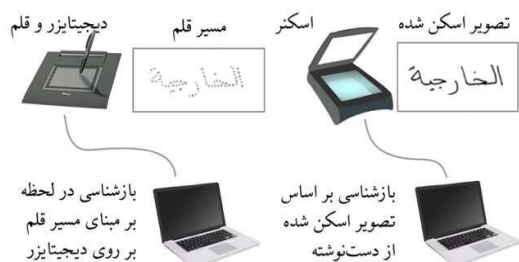 تصویر اسکن شده
اسکنر
مسیر قلم
دیجیتایزر و قلم
الخارجية
الخارجية
بازشناسی بر اساس
تصویر اسکن شده
از دست‌نوشته
بازشناسی در لحظه
بر مبنای مسیر قلم
بر روی دیجیتایزر